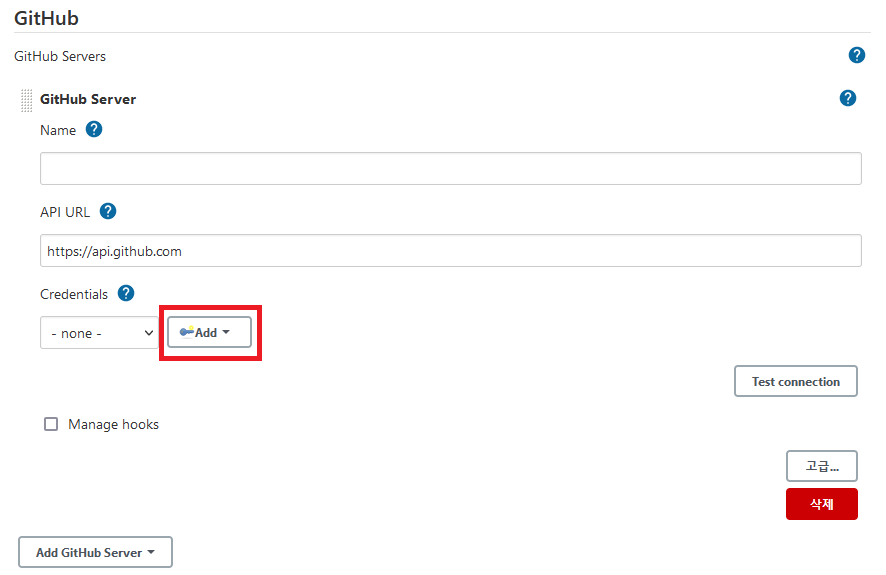 GitHub
GitHub Servers
GitHub Server
Name
API URL
https://api.github.com
Credentials
- none -
Add
Test connection
Manage hooks
고급...
삭제
Add GitHub Server